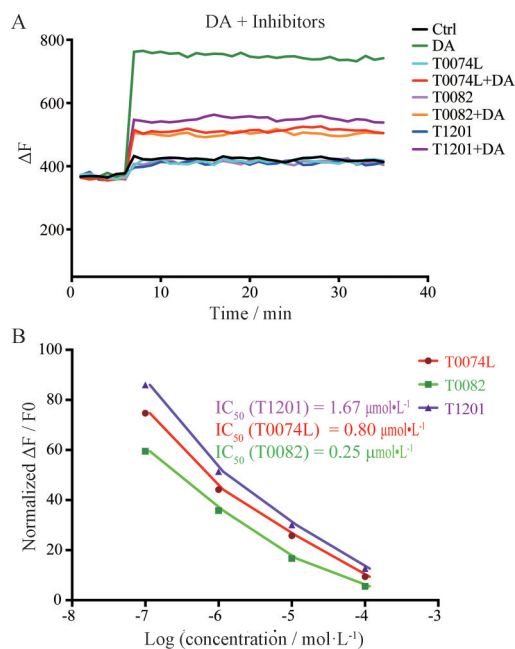 A
DA + Inhibitors
800
600
400
200
ΔF
0
10
20
30
40
Time / min
Ctrl
DA
T0074L
T0074L+DA
T0082
T0082+DA
T1201
T1201+DA
B
100
80
60
40
20
0
Normalized ΔF / F0
-8
-7
-6
-5
-4
-3
Log (concentration / mol·L⁻¹)
IC₅₀ (T1201) = 1.67 μmol•L⁻¹
IC₅₀ (T0074L) = 0.80 μmol•L⁻¹
IC₅₀ (T0082) = 0.25 μmol•L⁻¹
T0074L
T0082
T1201